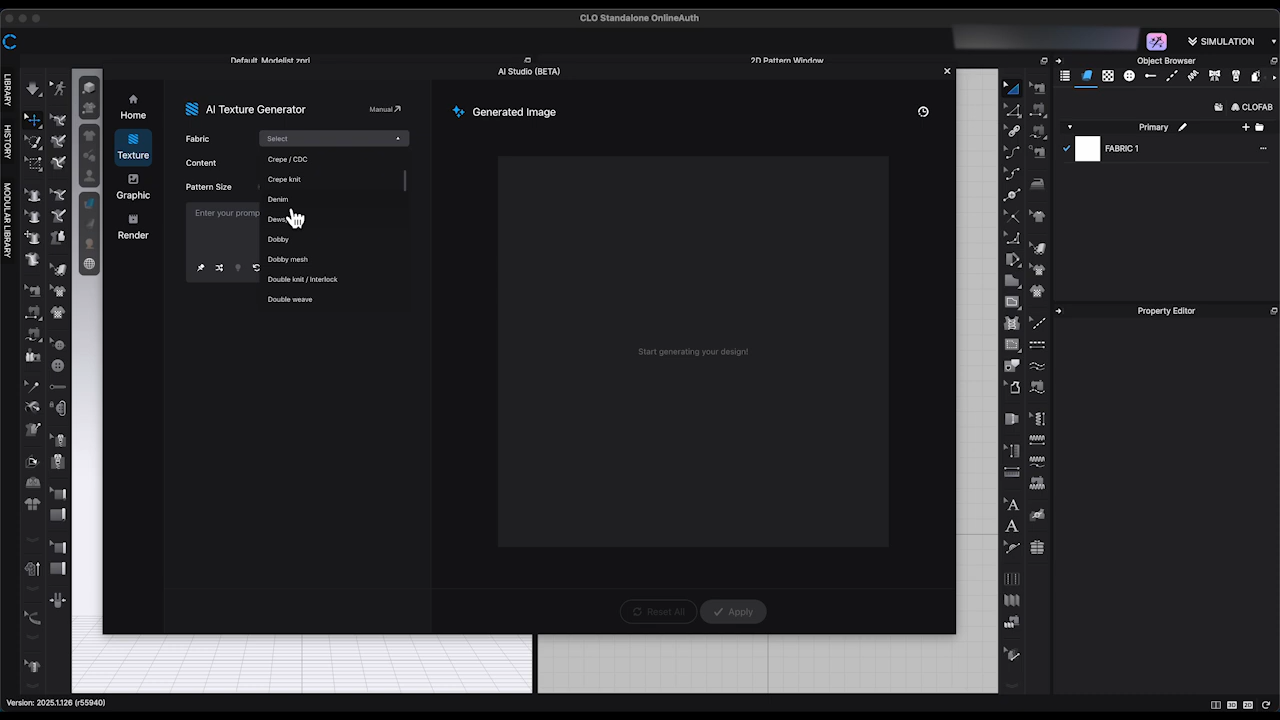 CLO Standalone OnlineAuth
SIMULATION
Default_Modelist.zprj
2D Pattern Window
Object Browser
AI Studio (BETA)
LIBRARY
HISTORY
MODULAR LIBRARY
Home
Texture
Graphic
Render
AI Texture Generator
Manual
Fabric
Select
Content
Pattern Size
Enter your promp
Crepe / CDC
Crepe knit
Denim
Dews
Dobby
Dobby mesh
Double knit / Interlock
Double weave
Generated Image
Start generating your design!
Reset All
Apply
CLOFAB
Primary
FABRIC 1
Property Editor
Version: 2025.1.126 (r55940)
3D
2D